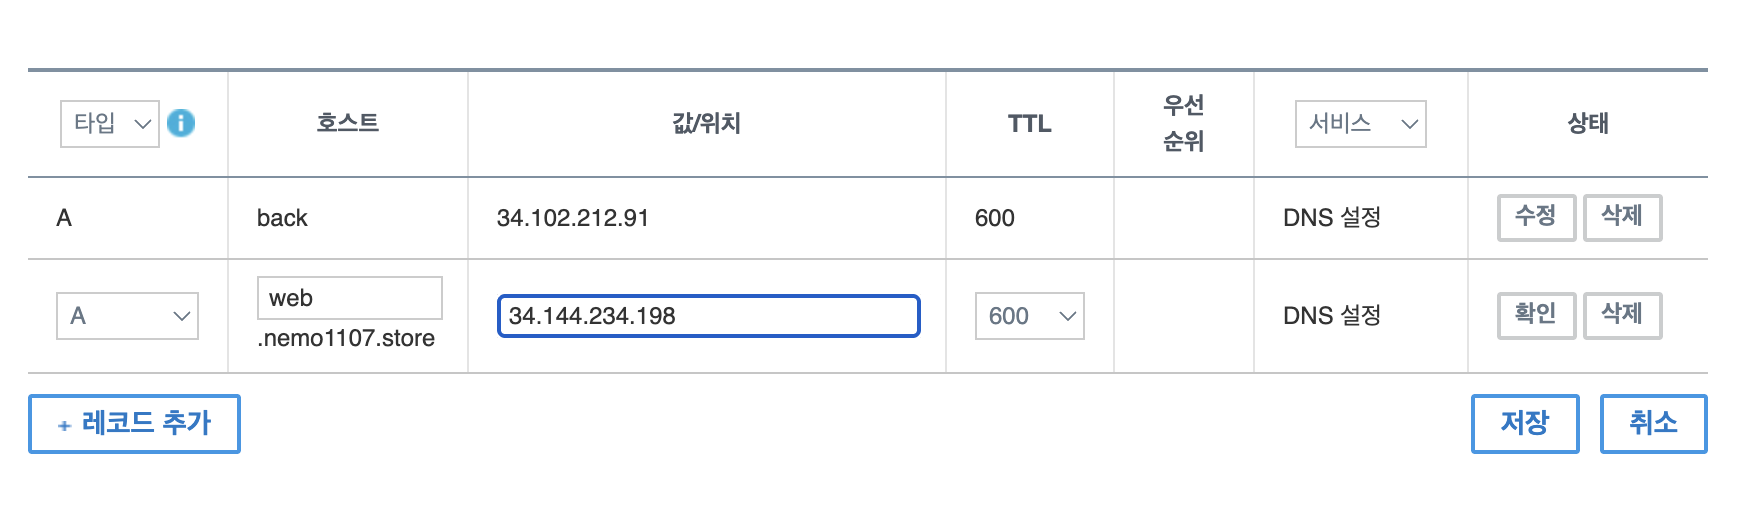 타입 호스트 값/위치 TTL 우선 순위 서비스 상태
A back 34.102.212.91 600 DNS 설정 수정 삭제
A web .nemo1107.store 34.144.234.198 600 DNS 설정 확인 삭제
+ 레코드 추가 저장 취소